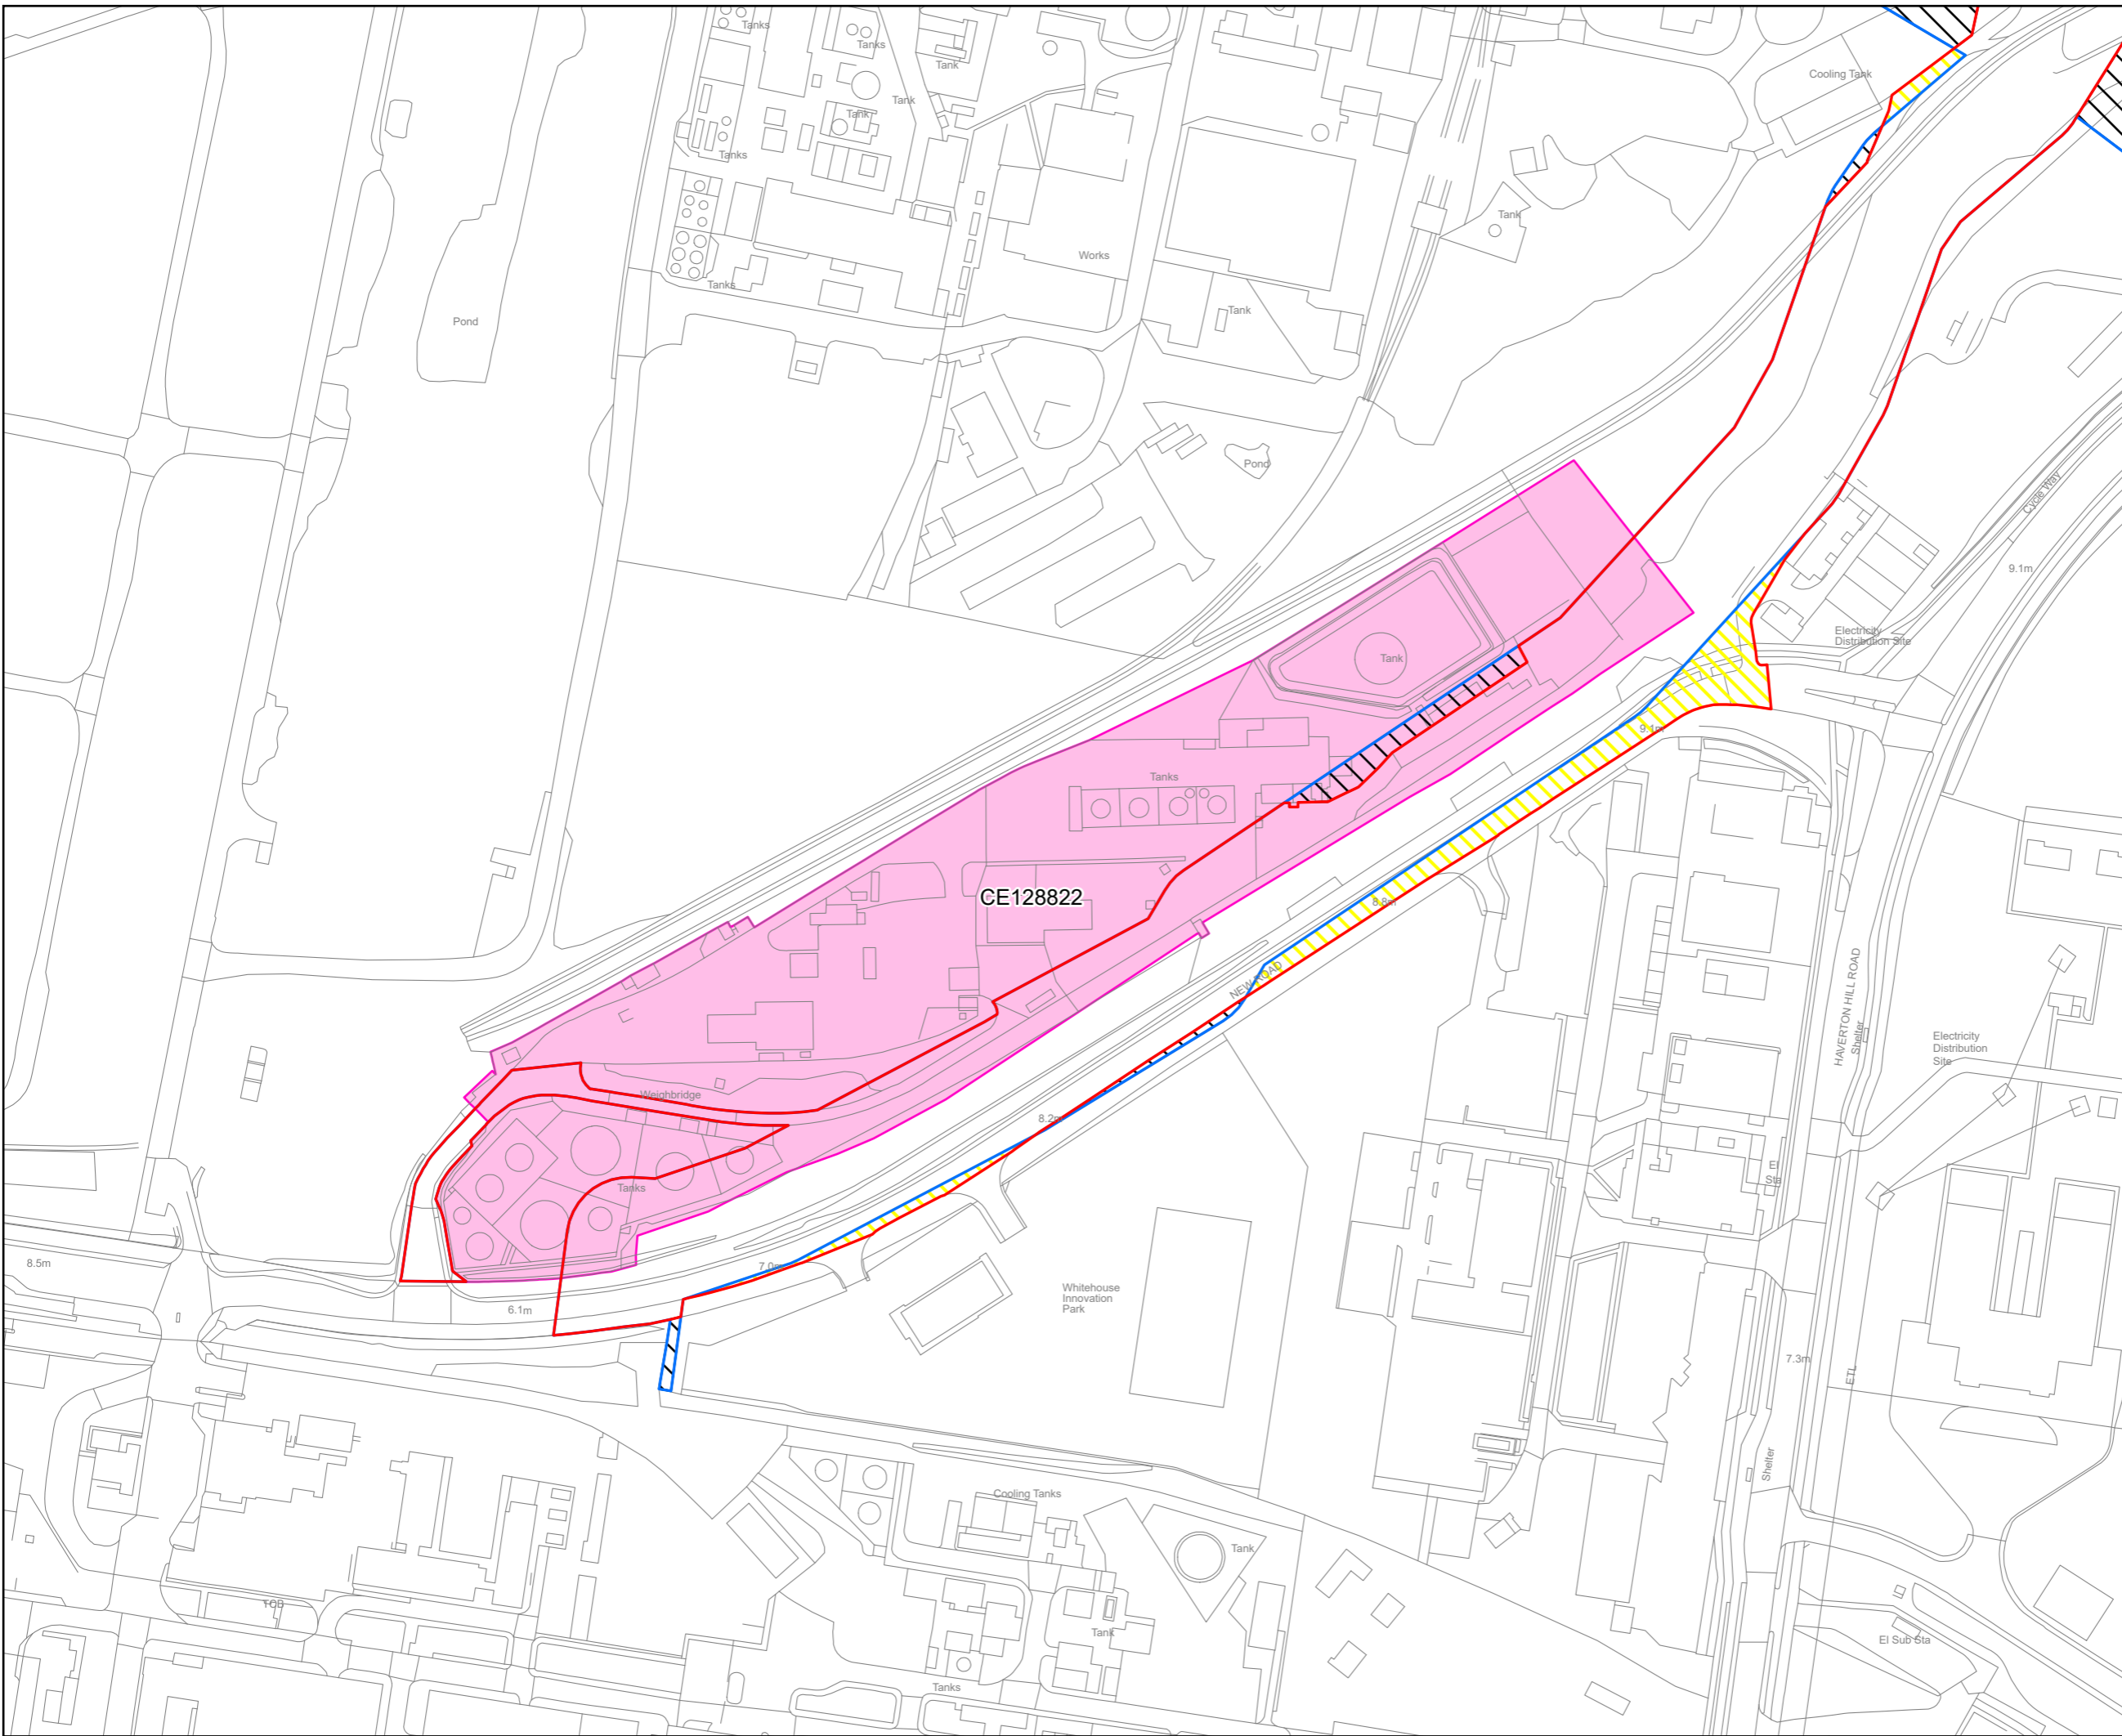 Tanks
Tanks
Tank
Tank
Tank
Tanks
Cooling Tank
Tank
Works
Tanks
Tank
Pond
Pond
Cycle Way
9.1m
Electricity
Distribution Site
Tank
9.1m
Tanks
CE128822
8.8m
NEW ROAD
HAVERTON HILL ROAD
Shelter
Electricity
Distribution
Site
Weighbridge
8.2m
El
Sta
Tanks
8.5m
7.0m
6.1m
Whitehouse
Innovation
Park
7.3m
ETL
Shelter
Cooling Tanks
Tank
TCB
Tank
El Sub Sta
Tanks